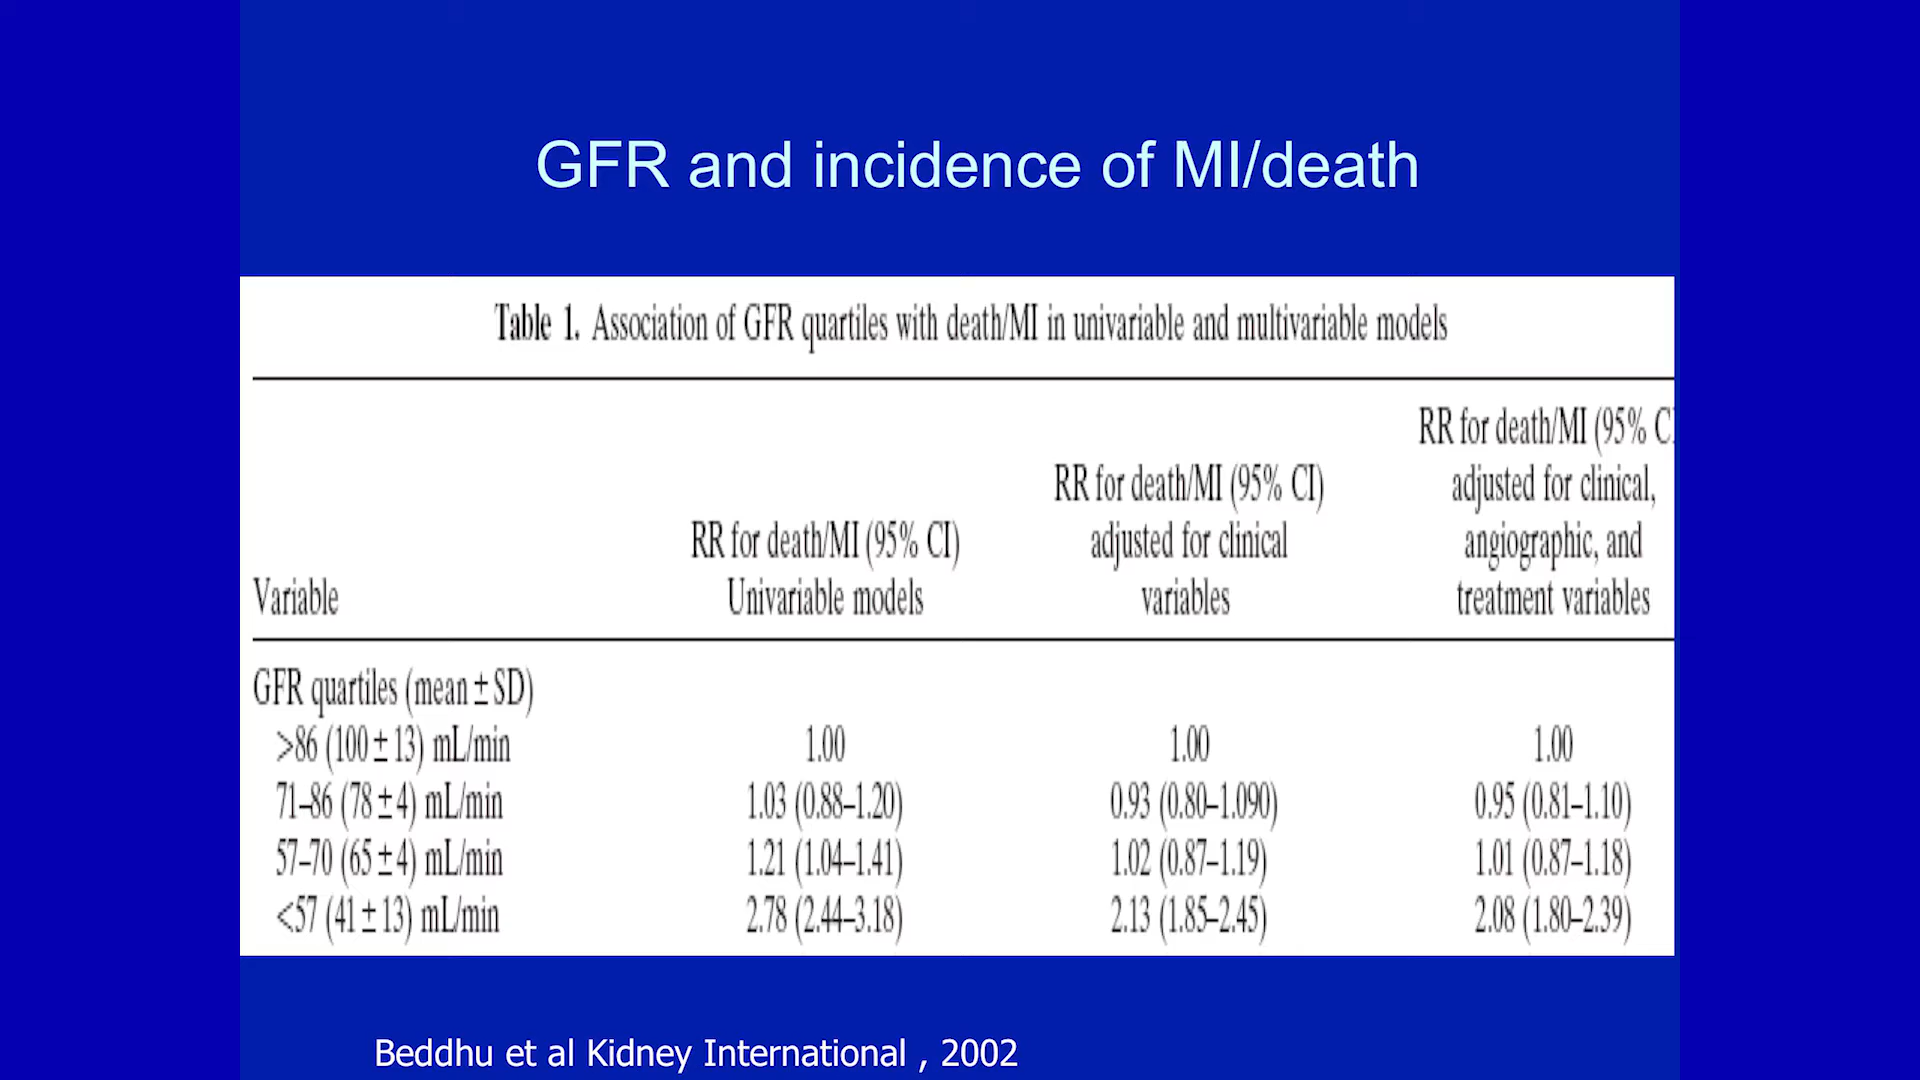 GFR and incidence of MI/death
Table 1. Association of GFR quartiles with death/MI in univariable and multivariable models
Variable
RR for death/MI (95% CI)
Univariable models
RR for death/MI (95% CI)
adjusted for clinical
variables
RR for death/MI (95% C
adjusted for clinical,
angiographic, and
treatment variables
GFR quartiles (mean ± SD)
>86 (100 ± 13) mL/min 1.00 1.00 1.00
71–86 (78 ± 4) mL/min 1.03 (0.88–1.20) 0.93 (0.80–1.090) 0.95 (0.81–1.10)
57–70 (65 ± 4) mL/min 1.21 (1.04–1.41) 1.02 (0.87–1.19) 1.01 (0.87–1.18)
<57 (41 ± 13) mL/min 2.78 (2.44–3.18) 2.13 (1.85–2.45) 2.08 (1.80–2.39)
Beddhu et al Kidney International , 2002